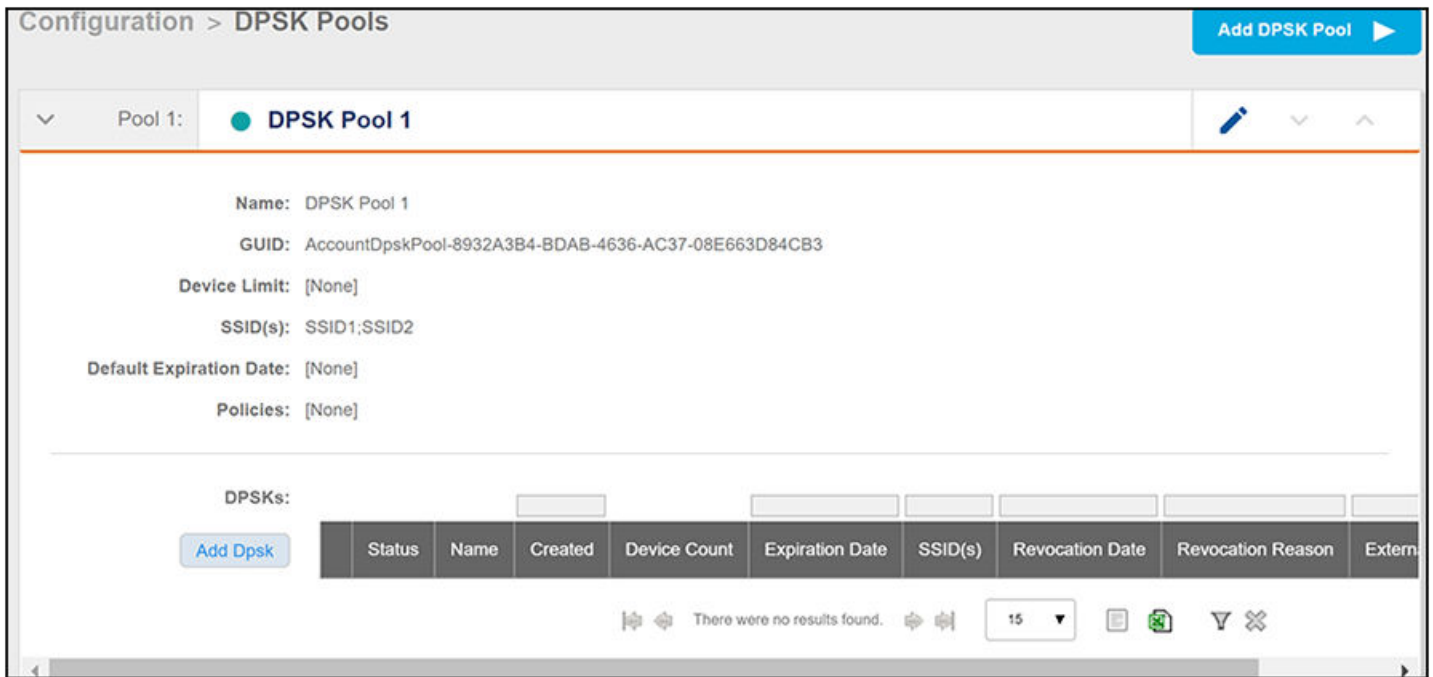 Configuration > DPSK Pools
Add DPSK Pool
Pool 1: DPSK Pool 1
Name: DPSK Pool 1
GUID: AccountDpskPool-8932A3B4-BDAB-4636-AC37-08E663D84CB3
Device Limit: [None]
SSID(s): SSID1;SSID2
Default Expiration Date: [None]
Policies: [None]
DPSKs:
Add Dpsk
Status Name Created Device Count Expiration Date SSID(s) Revocation Date Revocation Reason Extern
There were no results found. 15